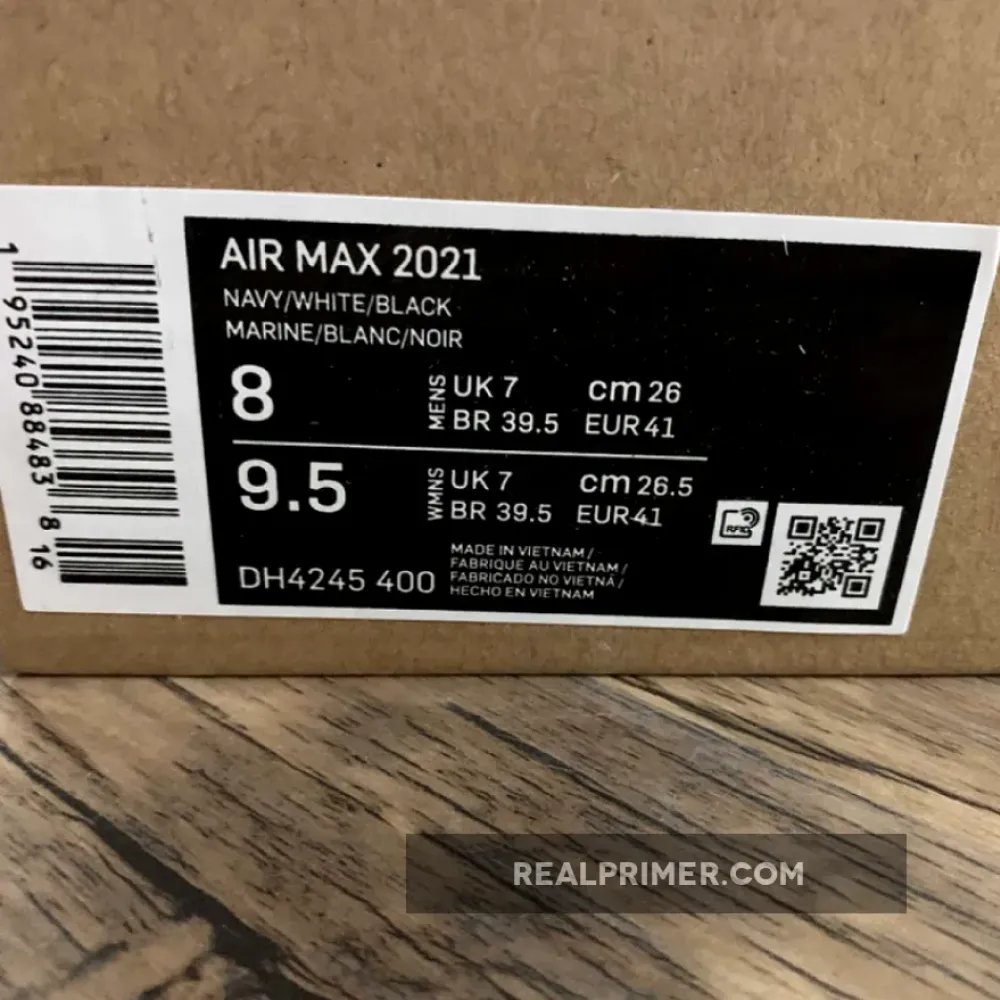 AIR MAX 2021
NAVY/WHITE/BLACK
MARINE/BLANC/NOIR
8
MENS
UK 7 cm 26
BR 39.5 EUR 41
9.5
WMNS
UK 7 cm 26.5
BR 39.5 EUR 41
RFID
DH4245 400
MADE IN VIETNAM /
FABRIQUE AU VIETNAM /
FABRICADO NO VIETNÁ /
HECHO EN VIETNAM
1 95240 88483 8 16
REALPRIMER.COM